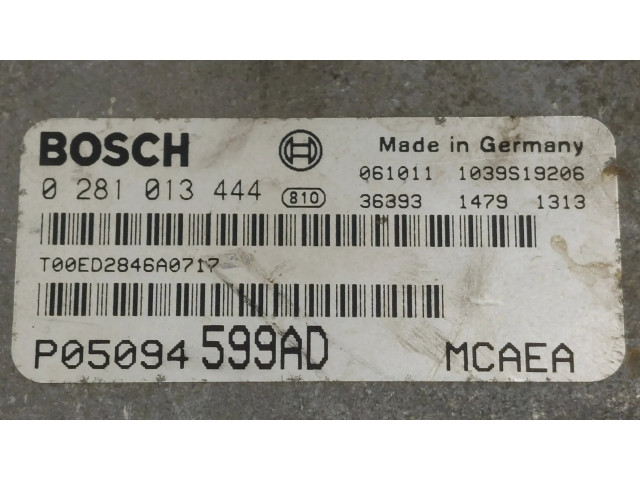 BOSCH Made in Germany
0 281 013 444 810 061011 1039S19206
36393 1479 1313
T00ED2846A0717
P05094 599AD MCAEA